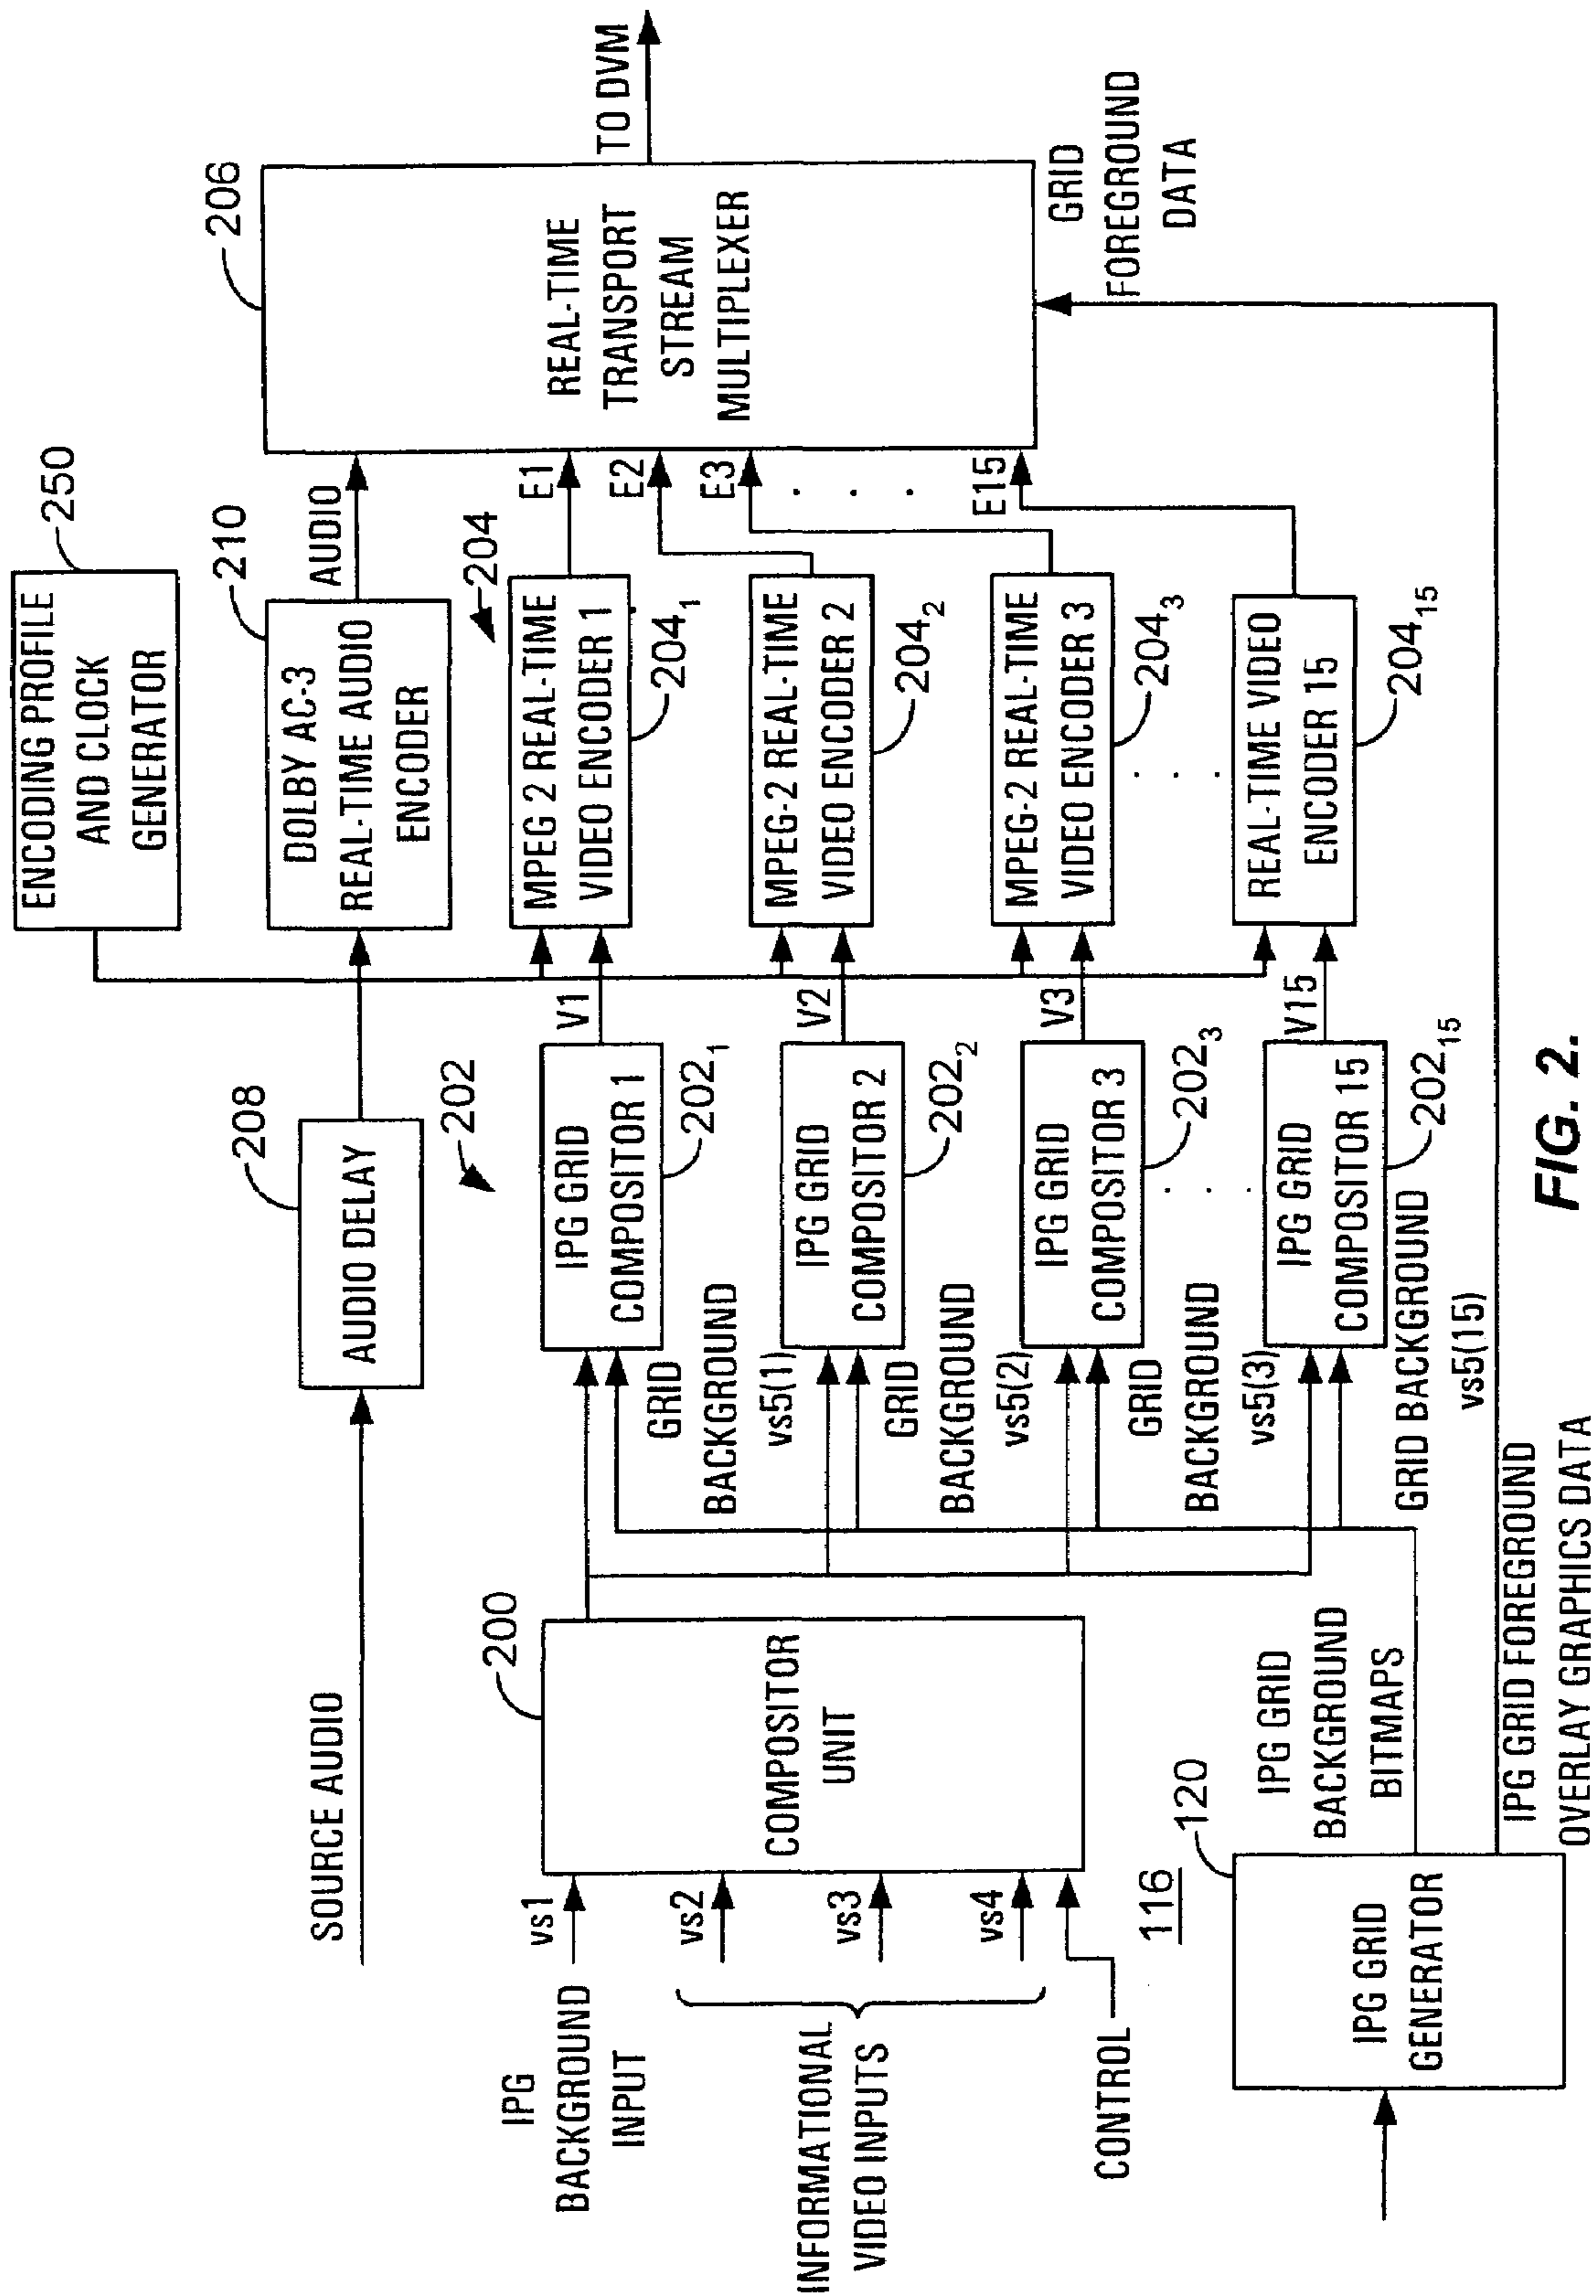 ENCODING PROFILE
AND CLOCK
GENERATOR
250
SOURCE AUDIO
AUDIO DELAY
208
DOLBY AC-3
REAL-TIME AUDIO
ENCODER
210
AUDIO
206
REAL-TIME
TRANSPORT
STREAM
MULTIPLEXER
TO DVM
202
204
IPG
BACKGROUND
INPUT
vs1
vs2
vs3
vs4
INFORMATIONAL
VIDEO INPUTS
CONTROL
COMPOSITOR
UNIT
200
IPG GRID
COMPOSITOR 1
202₁
V1
MPEG 2 REAL-TIME
VIDEO ENCODER 1
204₁
E1
GRID
BACKGROUND
vs5(1)
IPG GRID
COMPOSITOR 2
202₂
V2
MPEG-2 REAL-TIME
VIDEO ENCODER 2
204₂
E2
GRID
BACKGROUND
vs5(2)
IPG GRID
COMPOSITOR 3
202₃
V3
MPEG-2 REAL-TIME
VIDEO ENCODER 3
204₃
E3
. . .
GRID
BACKGROUND
vs5(3)
IPG GRID
COMPOSITOR 15
202₁₅
V15
REAL-TIME VIDEO
ENCODER 15
204₁₅
E15
GRID BACKGROUND
vs5(15)
GRID
FOREGROUND
DATA
116
120
IPG GRID
GENERATOR
IPG GRID
BACKGROUND
BITMAPS
IPG GRID FOREGROUND
OVERLAY GRAPHICS DATA
FIG. 2.